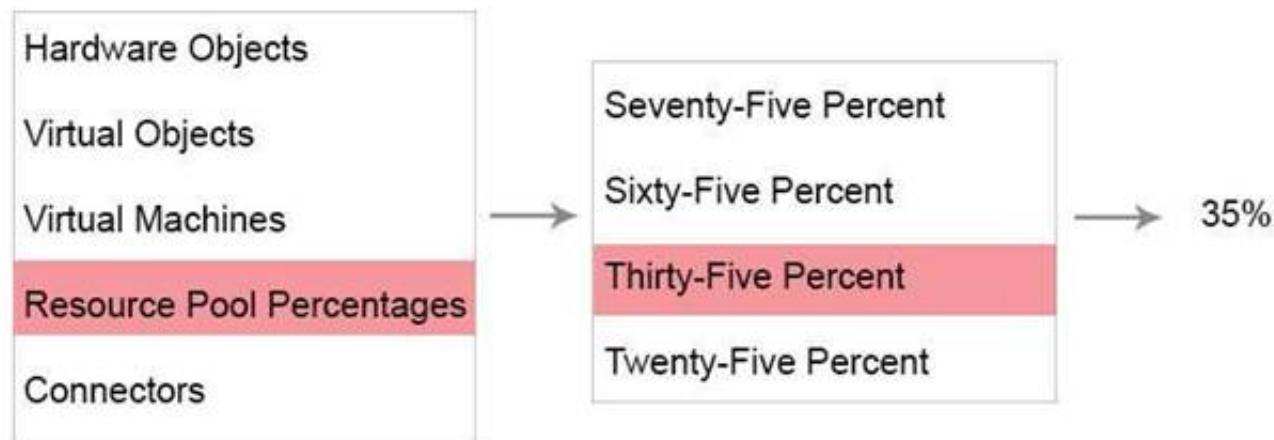 Hardware Objects
Virtual Objects
Virtual Machines
Resource Pool Percentages
Connectors
Seventy-Five Percent
Sixty-Five Percent
Thirty-Five Percent
Twenty-Five Percent
35%